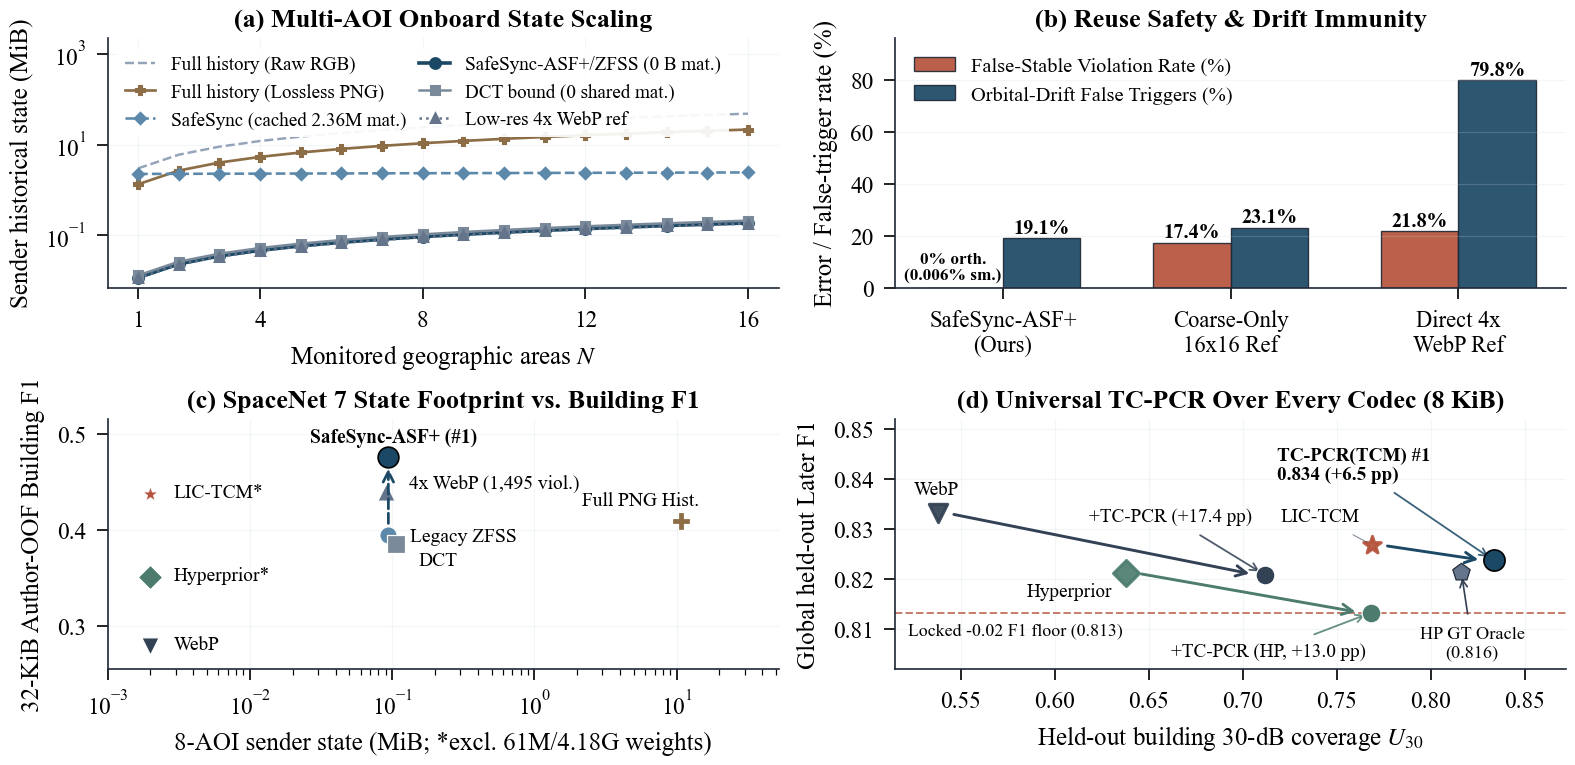 (a) Multi-AOI Onboard State Scaling
Sender historical state (MiB)
10³
10¹
10⁻¹
Full history (Raw RGB)
Full history (Lossless PNG)
SafeSync (cached 2.36M mat.)
SafeSync-ASF+/ZFSS (0 B mat.)
DCT bound (0 shared mat.)
Low-res 4x WebP ref
1 4 8 12 16
Monitored geographic areas N
(b) Reuse Safety & Drift Immunity
Error / False-trigger rate (%)
80
60
40
20
0
False-Stable Violation Rate (%)
Orbital-Drift False Triggers (%)
0% orth.
(0.006% sm.)
19.1%
17.4%
23.1%
21.8%
79.8%
SafeSync-ASF+
(Ours)
Coarse-Only
16x16 Ref
Direct 4x
WebP Ref
(c) SpaceNet 7 State Footprint vs. Building F1
32-KiB Author-OOF Building F1
0.5
0.4
0.3
SafeSync-ASF+ (#1)
LIC-TCM*
4x WebP (1,495 viol.)
Full PNG Hist.
Legacy ZFSS
DCT
Hyperprior*
WebP
10⁻³ 10⁻² 10⁻¹ 10⁰ 10¹
8-AOI sender state (MiB; *excl. 61M/4.18G weights)
(d) Universal TC-PCR Over Every Codec (8 KiB)
Global held-out Later F1
0.85
0.84
0.83
0.82
0.81
TC-PCR(TCM) #1
0.834 (+6.5 pp)
WebP
+TC-PCR (+17.4 pp)
LIC-TCM
Hyperprior
Locked -0.02 F1 floor (0.813)
+TC-PCR (HP, +13.0 pp)
HP GT Oracle
(0.816)
0.55 0.60 0.65 0.70 0.75 0.80 0.85
Held-out building 30-dB coverage U₃₀